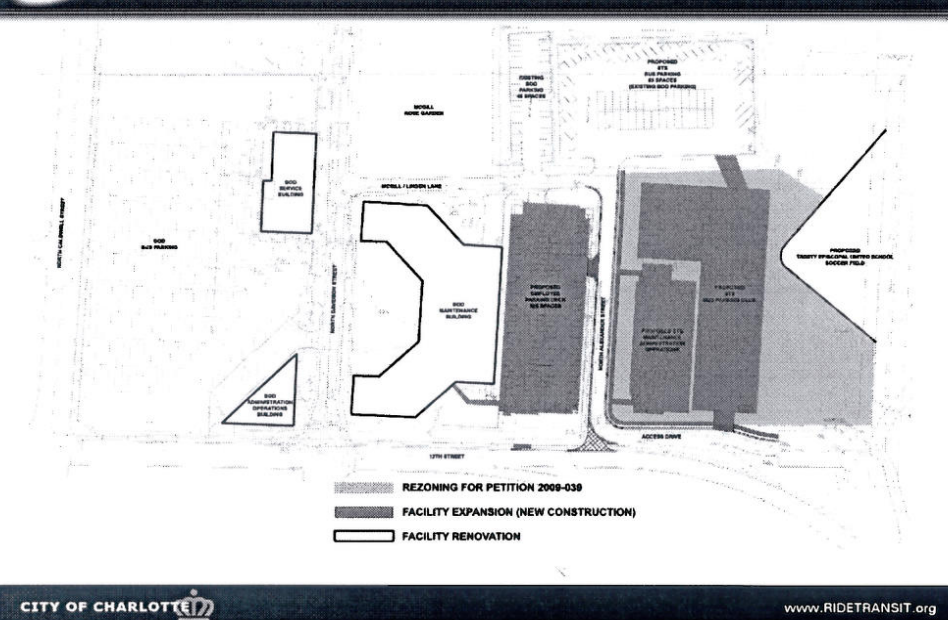 EXISTING
BOD
PARKING
PROPOSED
STS
BUS PARKING
(EXISTING BOD PARKING)
MCGILL
ROSE GARDEN
BOD
SERVICE
BUILDING
MCGILL / LINDEN LANE
NORTH CALDWELL STREET
BOD
BUS PARKING
NORTH DAVIDSON STREET
BOD
MAINTENANCE
BUILDING
PROPOSED
EMPLOYEE
PARKING DECK
SPACES
NORTH ALEXANDER STREET
PROPOSED
STS
PROPOSED STS
MAINTENANCE
ADMINISTRATION
OPERATIONS
PROPOSED
TRINITY EPISCOPAL UNITED SCHOOL
SOCCER FIELD
BOD
ADMINISTRATION
OPERATIONS
BUILDING
ACCESS DRIVE
12TH STREET
REZONING FOR PETITION 2009-039
FACILITY EXPANSION (NEW CONSTRUCTION)
FACILITY RENOVATION
CITY OF CHARLOTTE
www.RIDETRANSIT.org